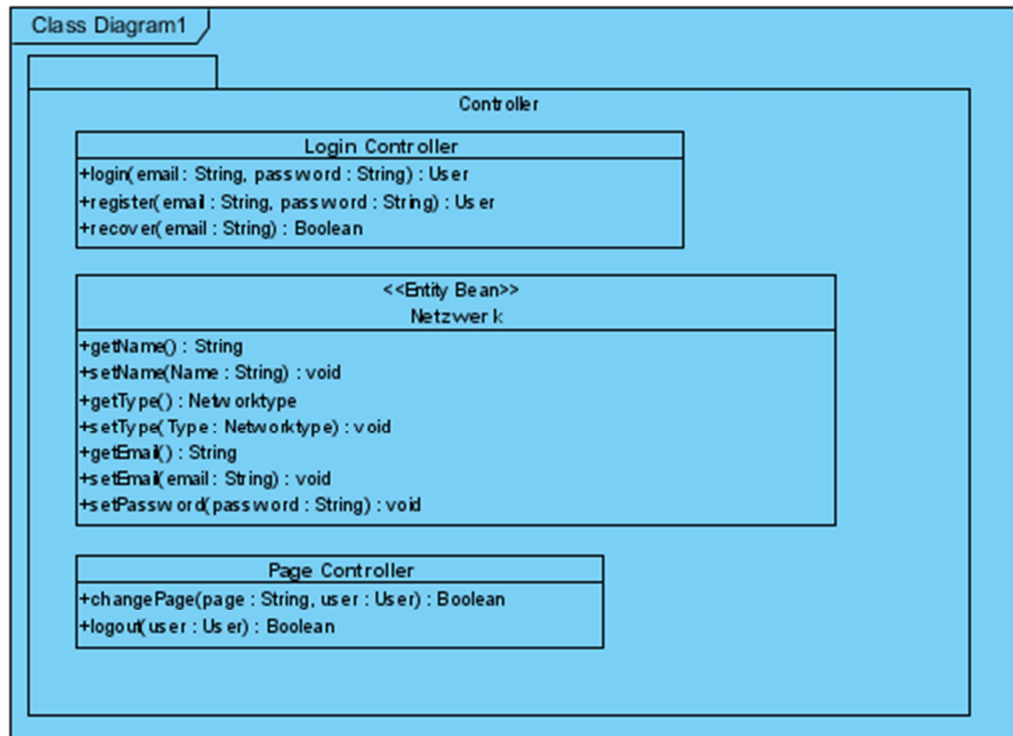 Class Diagram1
Controller
Login Controller
+login(email : String, password : String) : User
+register(email : String, password : String) : User
+recover(email : String) : Boolean
<<Entity Bean>>
Netzwerk
+getName() : String
+setName(Name : String) : void
+getType() : Networktype
+setType(Type : Networktype) : void
+getEmail() : String
+setEmail(email : String) : void
+setPassword(password : String) : void
Page Controller
+changePage(page : String, user : User) : Boolean
+logout(user : User) : Boolean